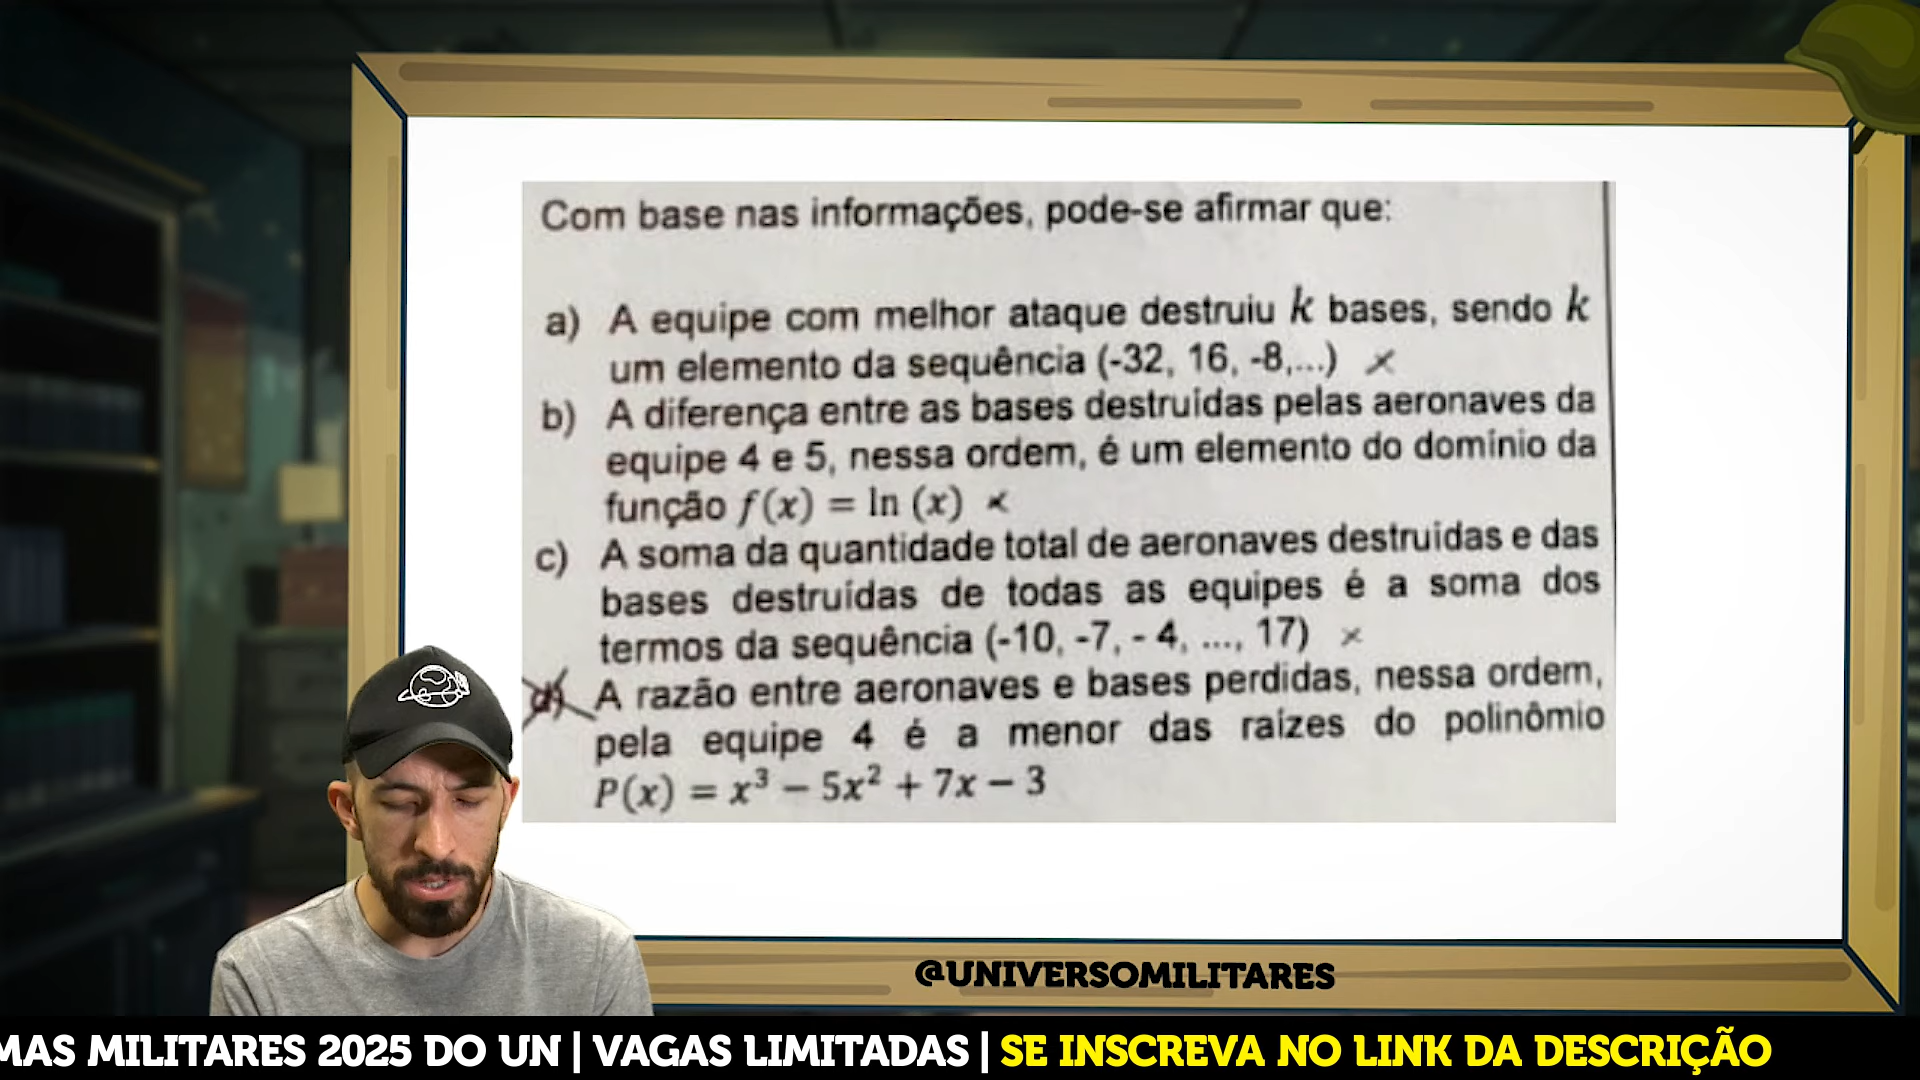 Com base nas informações, pode-se afirmar que:
a) A equipe com melhor ataque destruiu k bases, sendo k
um elemento da sequência (-32, 16, -8,...) ×
b) A diferença entre as bases destruídas pelas aeronaves da
equipe 4 e 5, nessa ordem, é um elemento do domínio da
função f(x) = ln (x) ×
c) A soma da quantidade total de aeronaves destruidas e das
bases destruídas de todas as equipes é a soma dos
termos da sequência (-10, -7, - 4, ..., 17) ×
d) A razão entre aeronaves e bases perdidas, nessa ordem,
pela equipe 4 é a menor das raízes do polinômio
P(x) = x³ − 5x² + 7x − 3
@UNIVERSOMILITARES
MAS MILITARES 2025 DO UN | VAGAS LIMITADAS | SE INSCREVA NO LINK DA DESCRIÇÃO